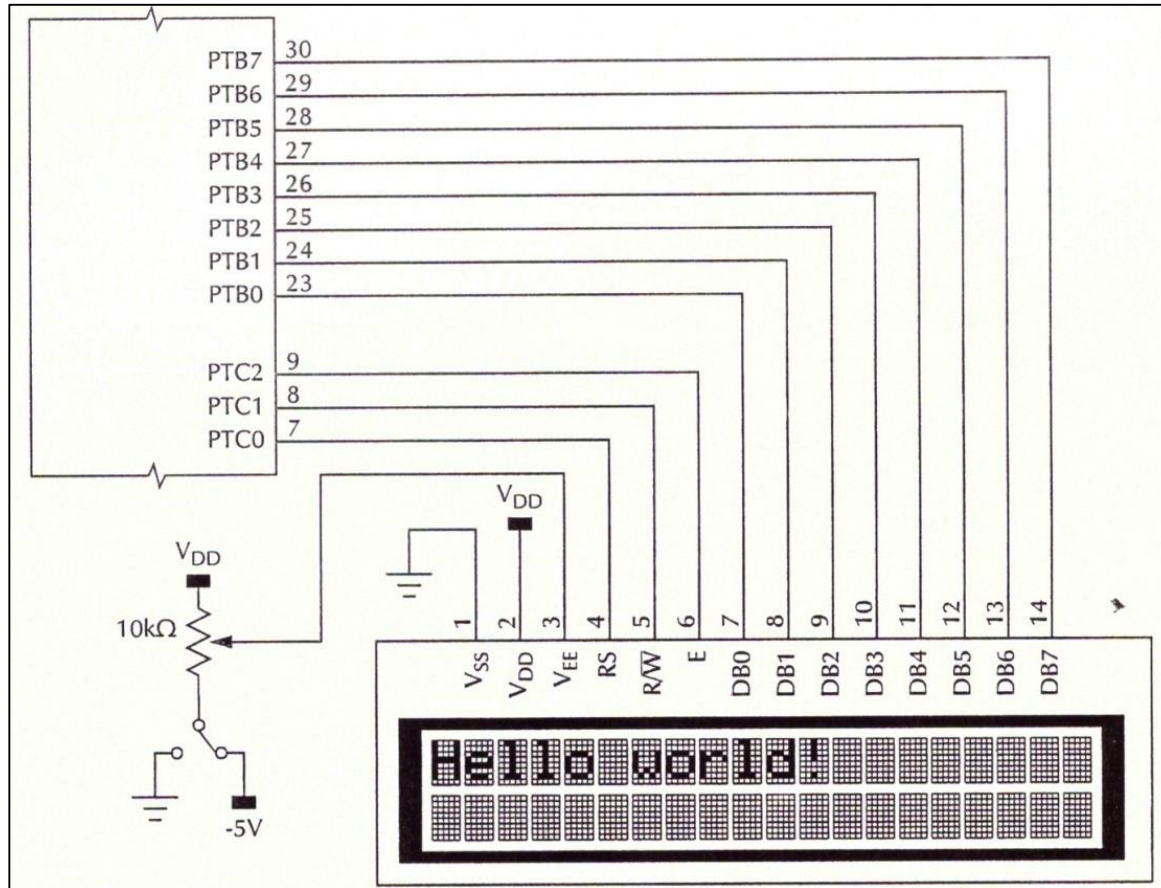 PTB7 30
PTB6 29
PTB5 28
PTB4 27
PTB3 26
PTB2 25
PTB1 24
PTB0 23
PTC2 9
PTC1 8
PTC0 7
VDD
VDD
10kΩ
-5V
1 2 3 4 5 6 7 8 9 10 11 12 13 14
VSS VDD VEE RS R/W̅ E DB0 DB1 DB2 DB3 DB4 DB5 DB6 DB7
Hello world!